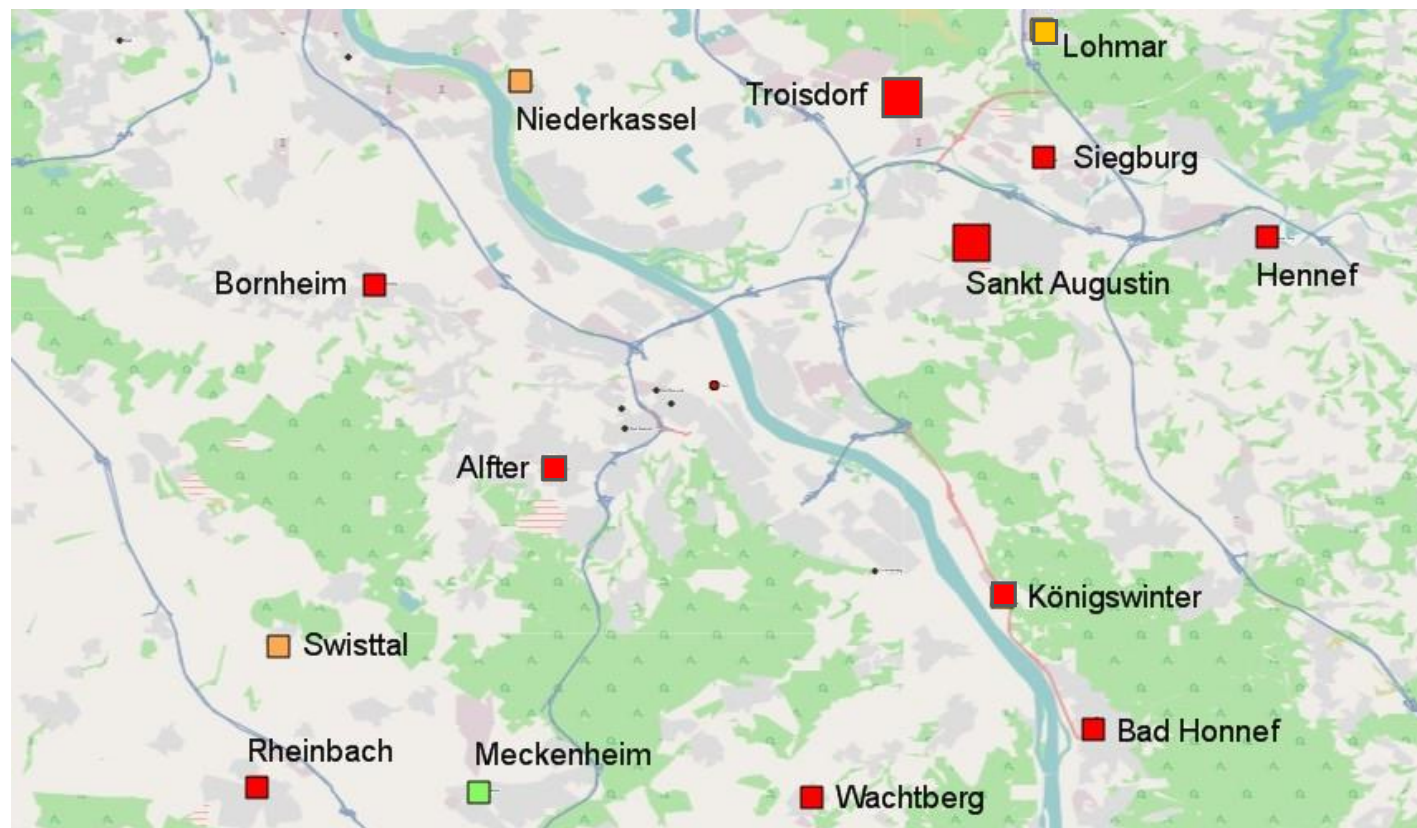 Lohmar
Troisdorf
Niederkassel
Siegburg
Bornheim
Sankt Augustin
Hennef
Alfter
Königswinter
Swisttal
Rheinbach
Meckenheim
Bad Honnef
Wachtberg